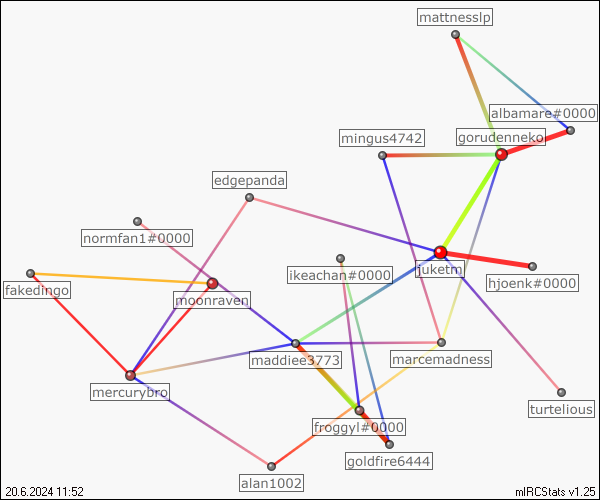 mattnesslp
albamare#0000
mingus4742
gorudenneko
edgepanda
normfan1#0000
juketm
ikeachan#0000
hjoenk#0000
fakedingo
moonraven
maddiee3773
marcemadness
mercurybro
turtelious
froggyl#0000
goldfire6444
alan1002
20.6.2024 11:52
mIRCStats v1.25